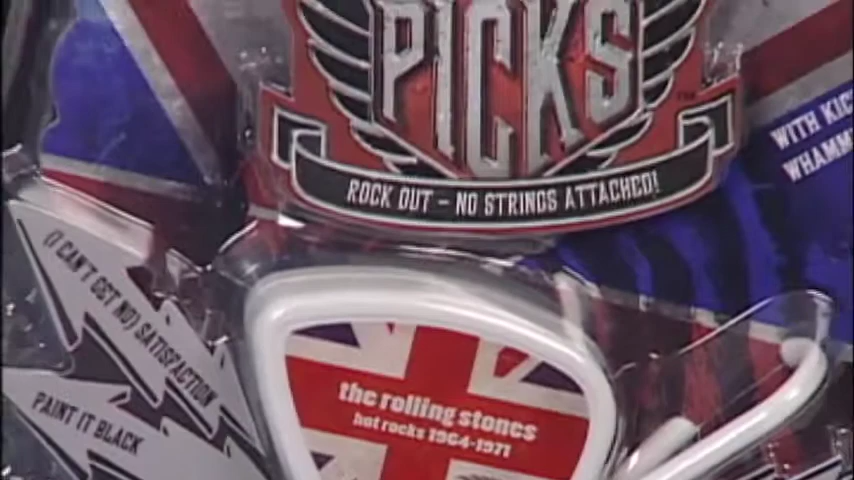 PICKS
ROCK OUT – NO STRINGS ATTACHED!
WITH
WHAMM
(I CAN'T GET NO) SATISFACTION
PAINT IT BLACK
the rolling stones
hot rocks 1964-1971